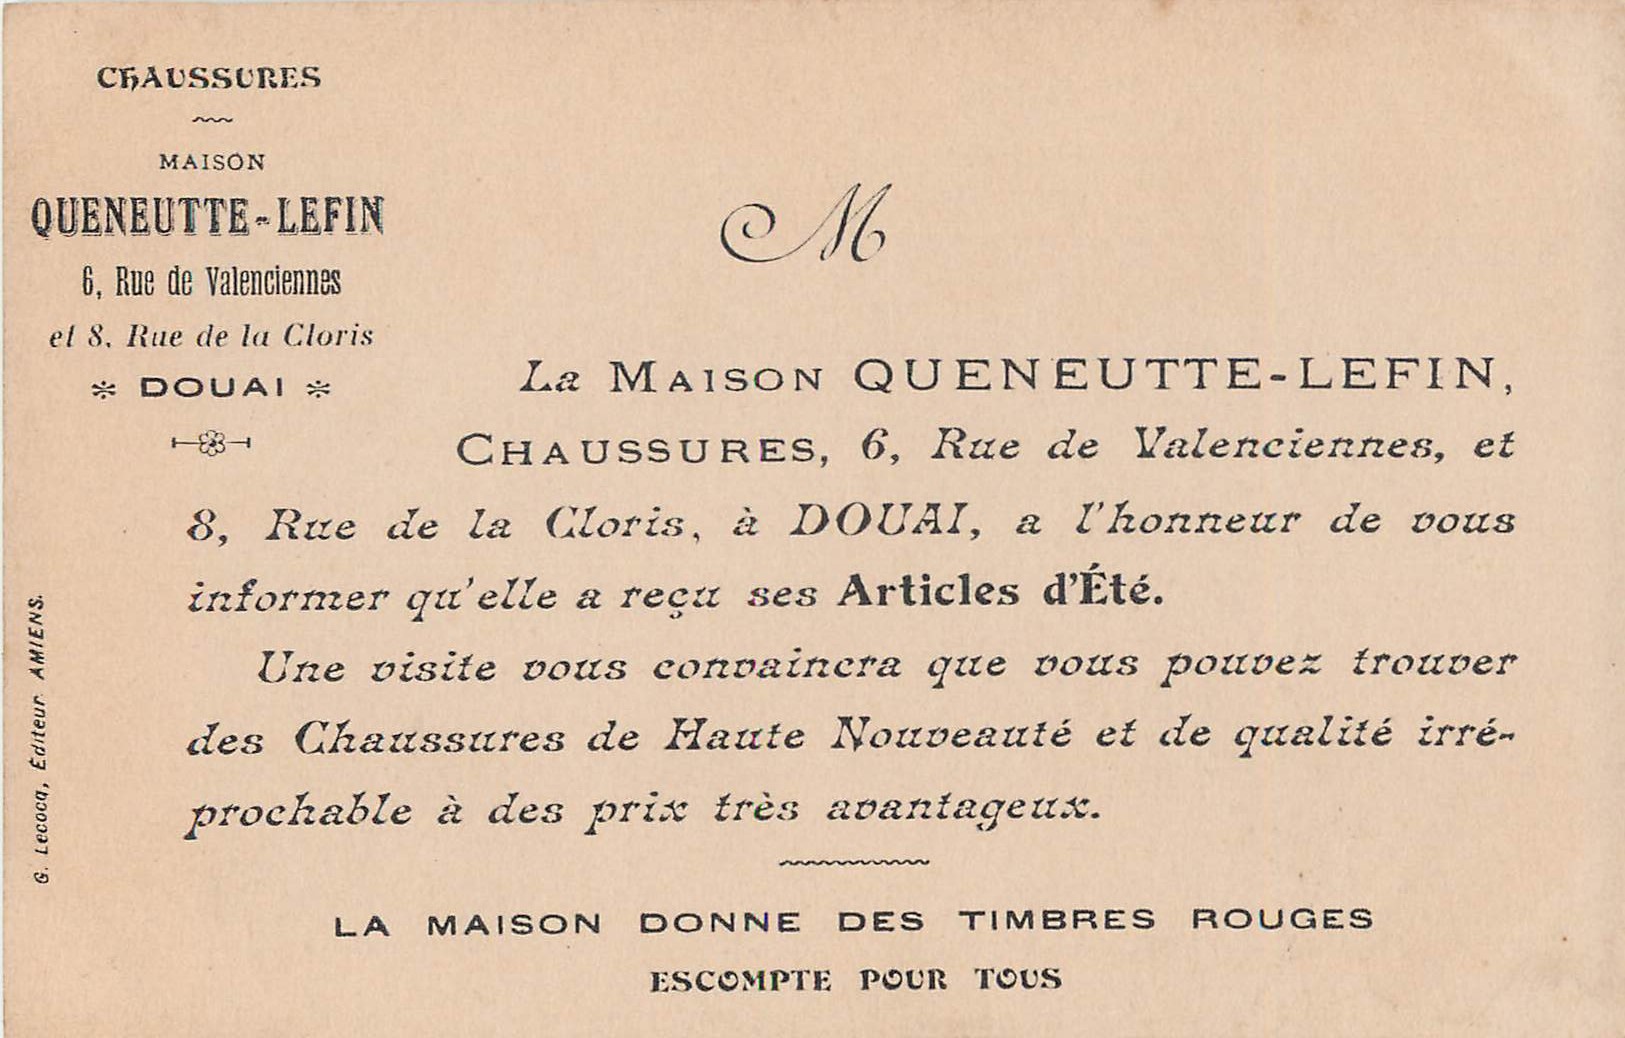 CHAUSSURES
MAISON
QUENEUTTE-LEFIN
6, Rue de Valenciennes
et 8, Rue de la Cloris
* DOUAI *
M
La MAISON QUENEUTTE-LEFIN,
CHAUSSURES, 6, Rue de Valenciennes, et
8, Rue de la Cloris, à DOUAI, a l'honneur de vous
informer qu'elle a reçu ses Articles d'Été.
Une visite vous convaincra que vous pouvez trouver
des Chaussures de Haute Nouveauté et de qualité irré-
prochable à des prix très avantageux.
LA MAISON DONNE DES TIMBRES ROUGES
ESCOMPTE POUR TOUS
G. Lecocq, Éditeur AMIENS.